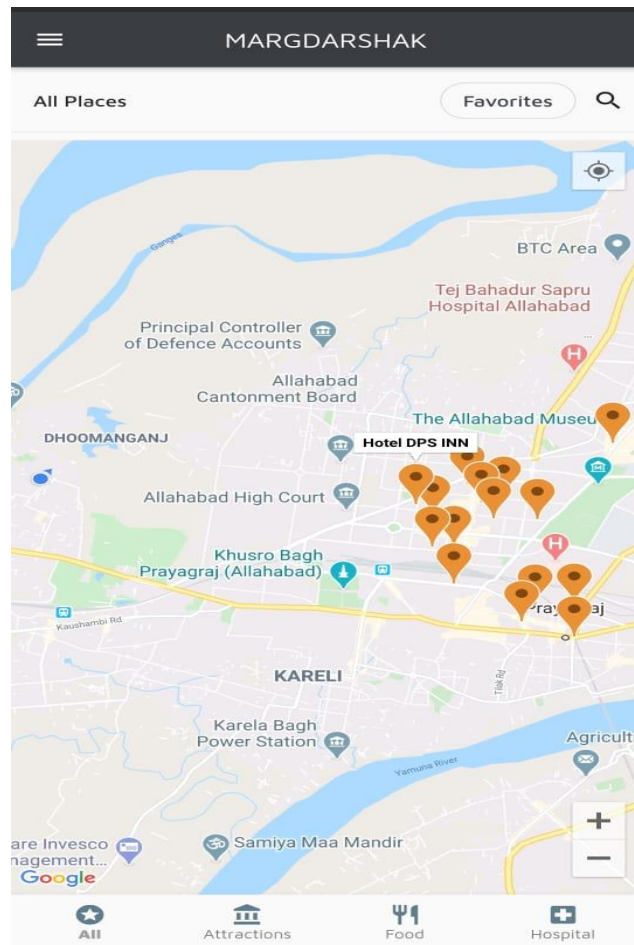 MARGDARSHAK
All Places
Favorites
Ganges
BTC Area
Tej Bahadur Sapru
Hospital Allahabad
H
Principal Controller
of Defence Accounts
Allahabad
Cantonment Board
The Allahabad Museu
DHOOMANGANJ
Hotel DPS INN
Allahabad High Court
H
Khusro Bagh
Prayagraj (Allahabad)
Kaushambi Rd
KARELI
Tilak Rd
Karela Bagh
Power Station
Agricult
Yamuna River
are Invesco
nagement...
Samiya Maa Mandir
+
−
Google
All
Attractions
Food
Hospital